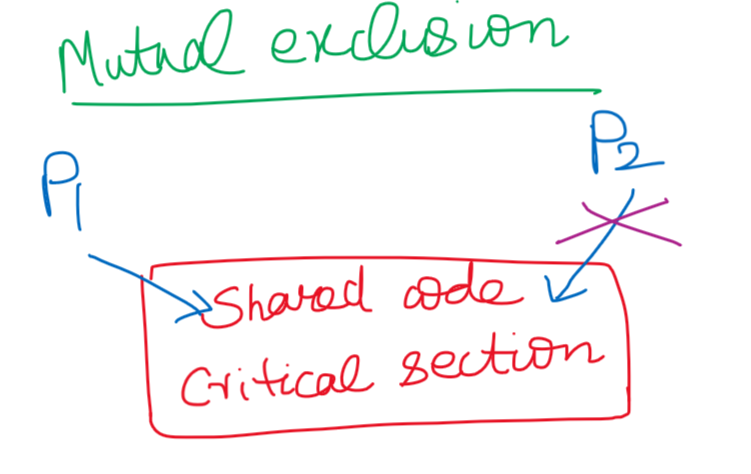 Mutual exclusion
P1
P2
Shared code
Critical section